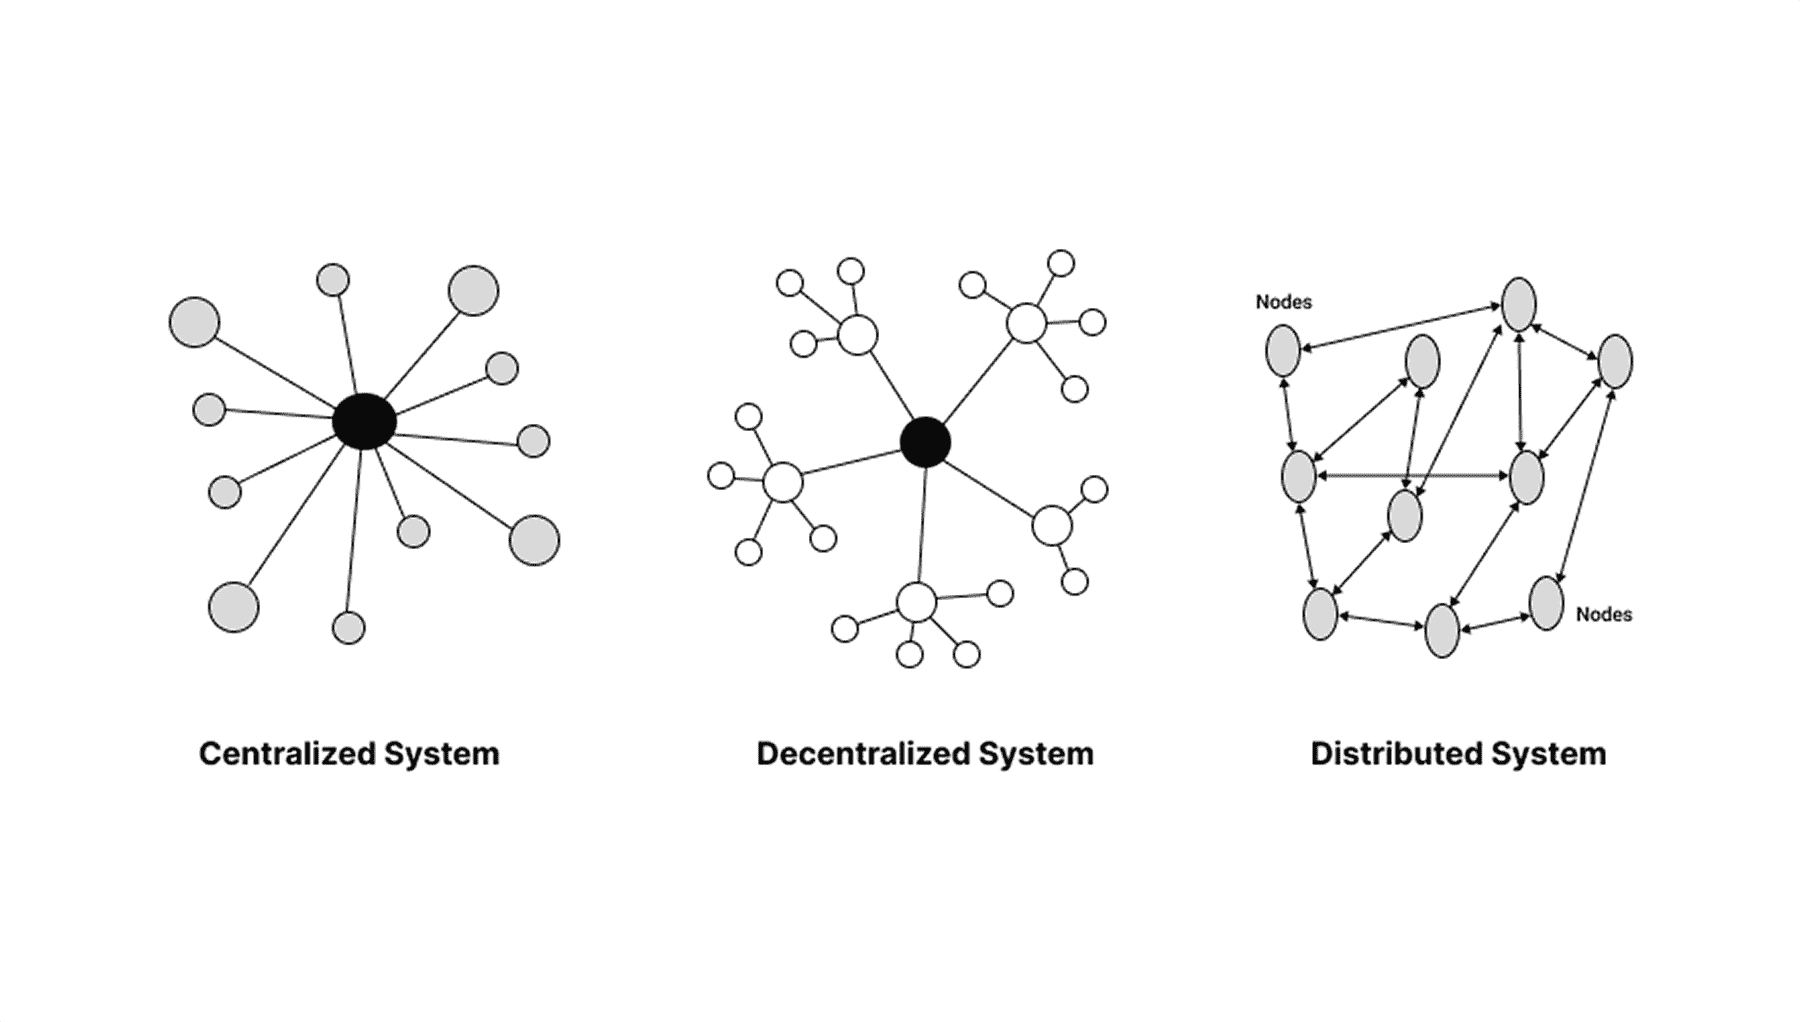 Nodes
Nodes
Centralized System
Decentralized System
Distributed System